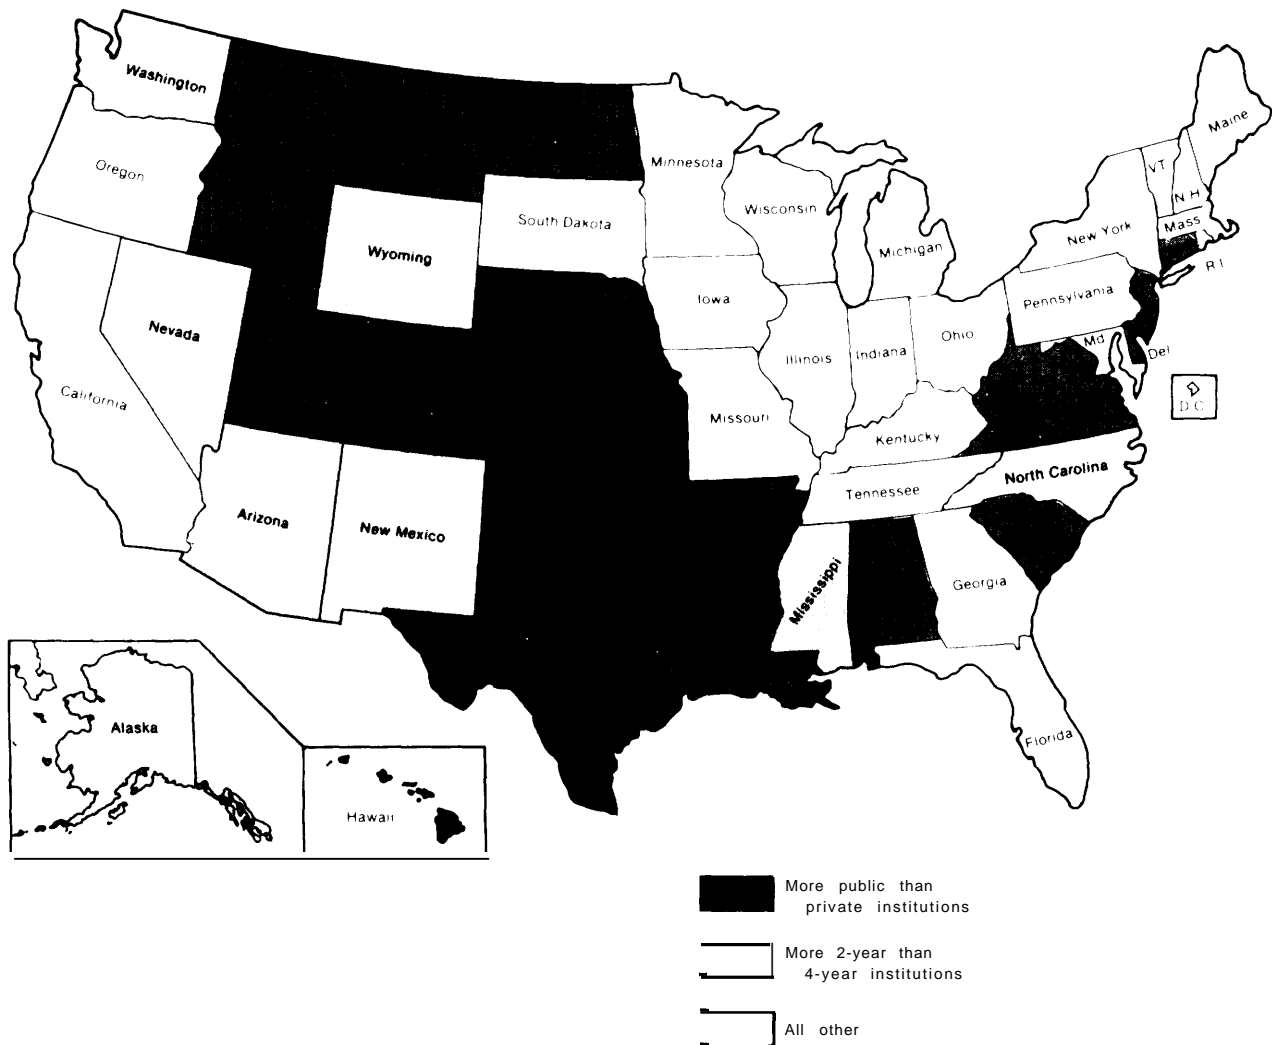 Washington
Oregon
California
Nevada
Wyoming
Arizona
New Mexico
South Dakota
Minnesota
Iowa
Missouri
Wisconsin
Illinois
Michigan
Indiana
Ohio
Kentucky
Tennessee
Mississippi
Georgia
Florida
North Carolina
Pennsylvania
New York
VT
N.H
Maine
Mass
R I
Md
Del
D C
Alaska
Hawaii
More public than
private institutions
More 2-year than
4-year institutions
All other